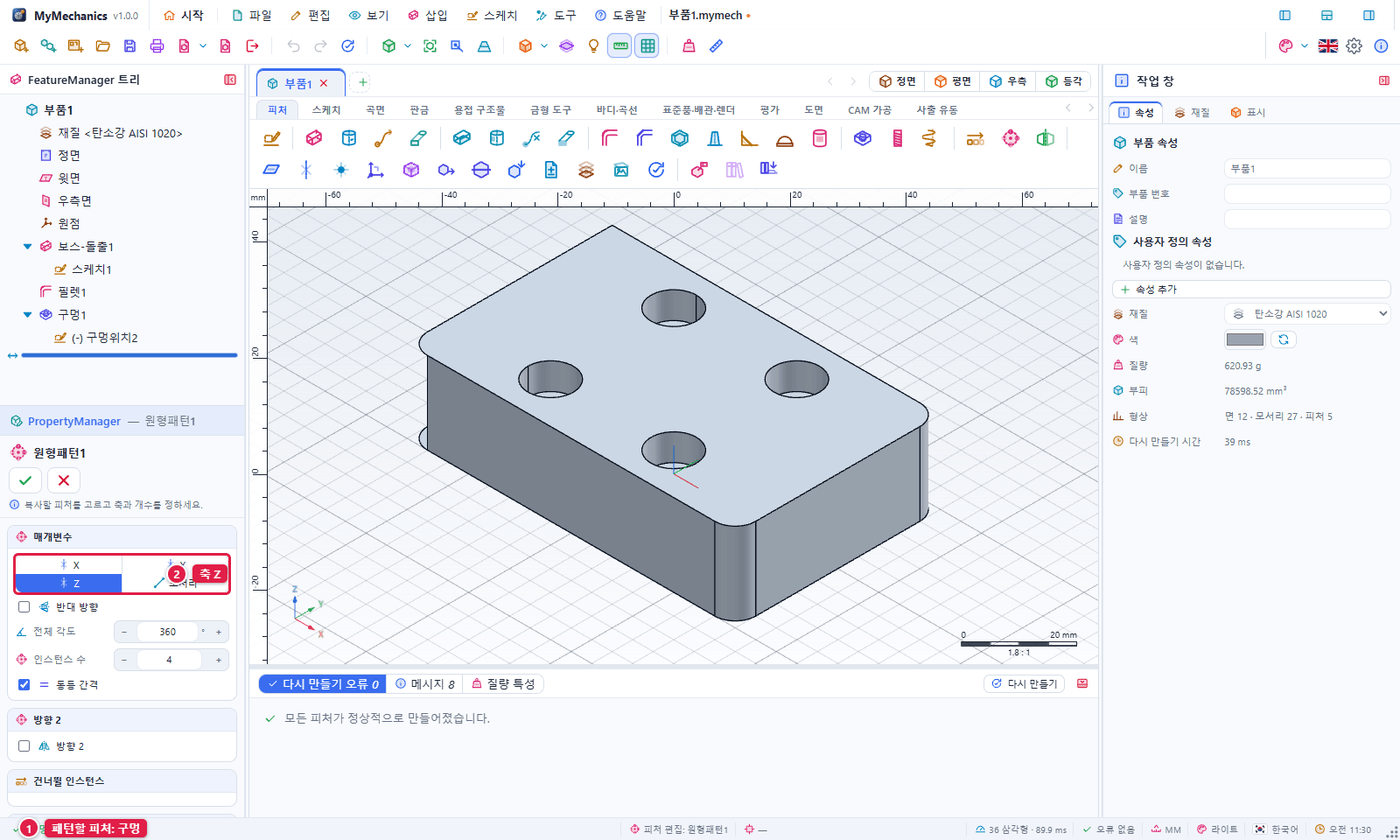 MyMechanics v1.0.0
시작
파일
편집
보기
삽입
스케치
도구
도움말
부품1.mymech
FeatureManager 트리
부품1
재질 <탄소강 AISI 1020>
정면
윗면
우측면
원점
보스-돌출1
스케치1
필렛1
구멍1
(-) 구멍위치2
PropertyManager — 원형패턴1
원형패턴1
복사할 피처를 고르고 축과 개수를 정하세요.
매개변수
X
Z
2 축 Z
반대 방향
전체 각도
− 360 ° +
인스턴스 수
− 4 +
동등 간격
방향 2
방향 2
건너뛸 인스턴스
1 패턴할 피처: 구멍
부품1
정면
평면
우측
등각
피처
스케치
곡면
판금
용접 구조물
금형 도구
바디·곡선
표준품·배관·렌더
평가
도면
CAM 가공
사출 유동
mm
-60
-40
-20
0
20
40
60
40
20
0
-20
Z
Y
X
0
20 mm
1.8 : 1
다시 만들기 오류 0
메시지 8
질량 특성
다시 만들기
모든 피처가 정상적으로 만들어졌습니다.
작업 창
속성
재질
표시
부품 속성
이름
부품1
부품 번호
설명
사용자 정의 속성
사용자 정의 속성이 없습니다.
+ 속성 추가
재질
탄소강 AISI 1020
색
질량
620.93 g
부피
78598.52 mm³
형상
면 12 · 모서리 27 · 피처 5
다시 만들기 시간
39 ms
피처 편집: 원형패턴1
—
36 삼각형 · 89.9 ms
오류 없음
MM
라이트
한국어
오전 11:30